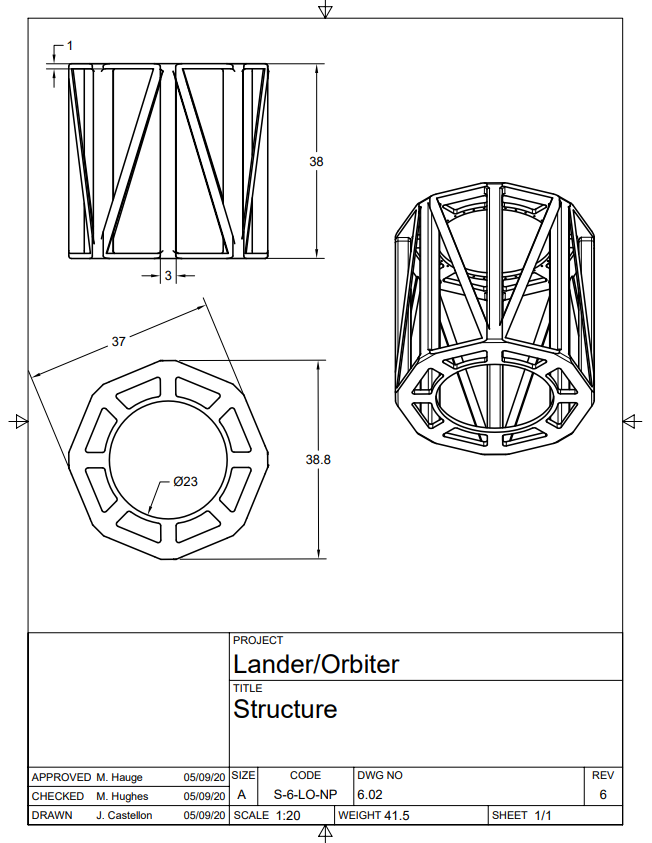 1
38
3
37
38.8
Ø23
PROJECT
Lander/Orbiter
TITLE
Structure
APPROVED M. Hauge 05/09/20
CHECKED M. Hughes 05/09/20
DRAWN J. Castellon 05/09/20
SIZE CODE DWG NO REV
A S-6-LO-NP 6.02 6
SCALE 1:20 WEIGHT 41.5 SHEET 1/1